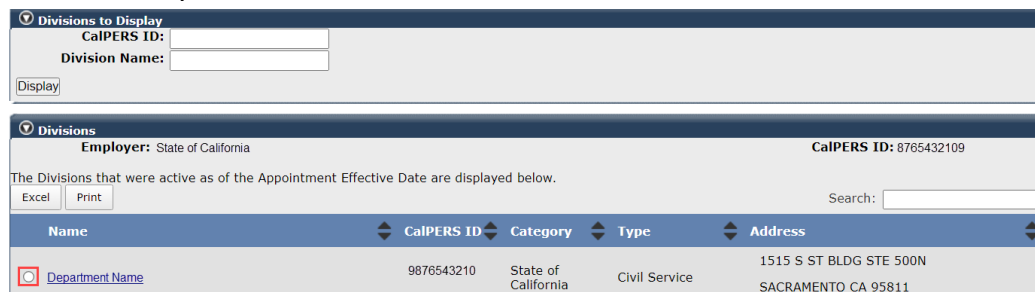 Divisions to Display
CalPERS ID:
Division Name:
Display
Divisions
Employer: State of California CalPERS ID: 8765432109
The Divisions that were active as of the Appointment Effective Date are displayed below.
Excel Print Search:
Name CalPERS ID Category Type Address
Department Name 9876543210 State of California Civil Service 1515 S ST BLDG STE 500N
SACRAMENTO CA 95811